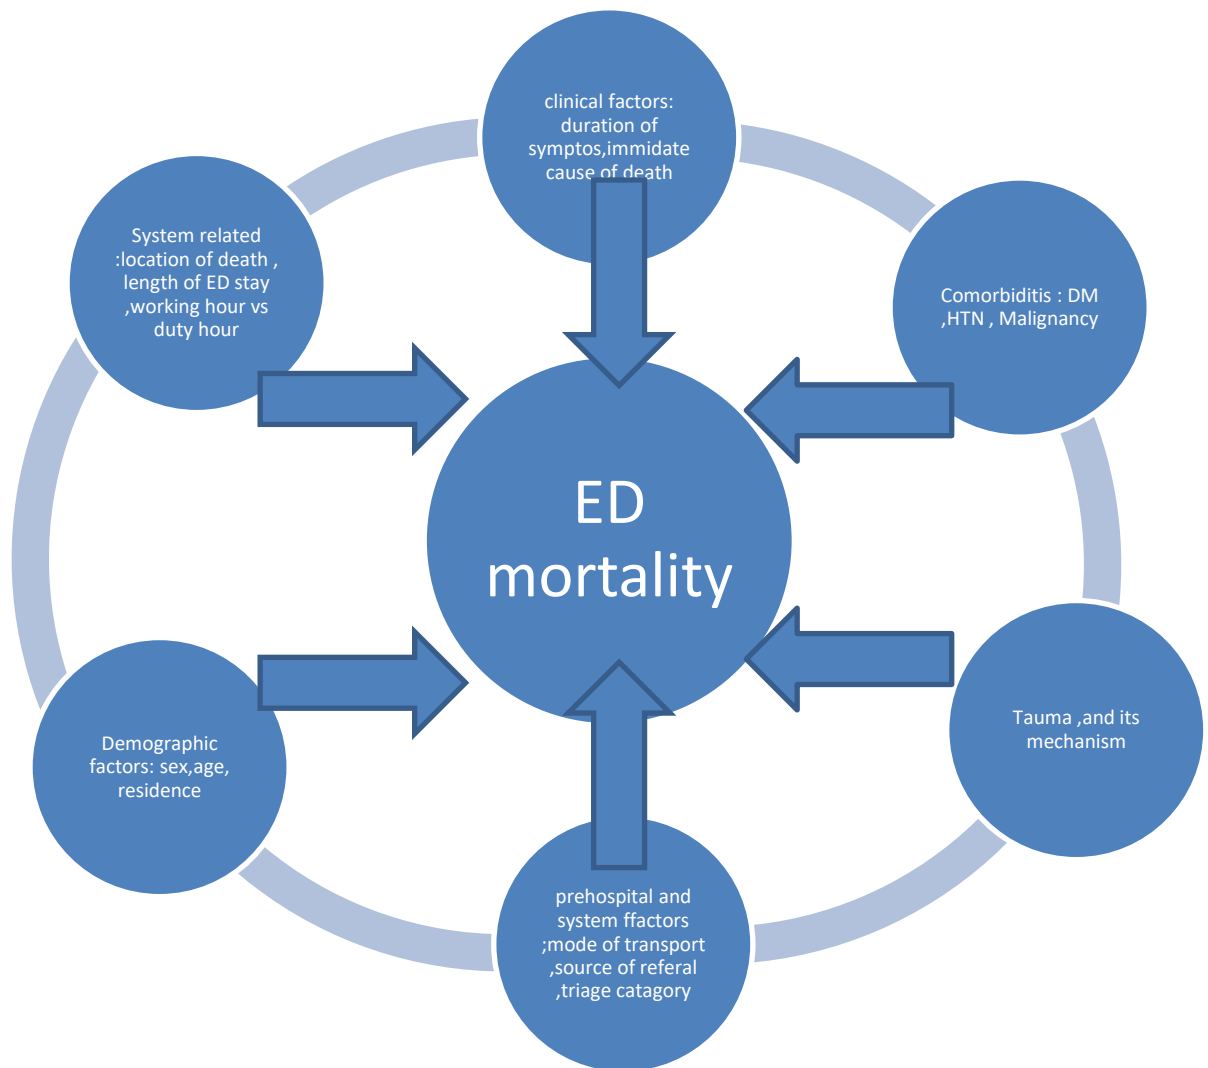 clinical factors:
duration of
symptos,immidate
cause of death
System related
:location of death ,
length of ED stay
,working hour vs
duty hour
Comorbiditis : DM
,HTN , Malignancy
ED
mortality
Tauma ,and its
mechanism
Demographic
factors: sex,age,
residence
prehospital and
system ffactors
;mode of transport
,source of referal
,triage catagory